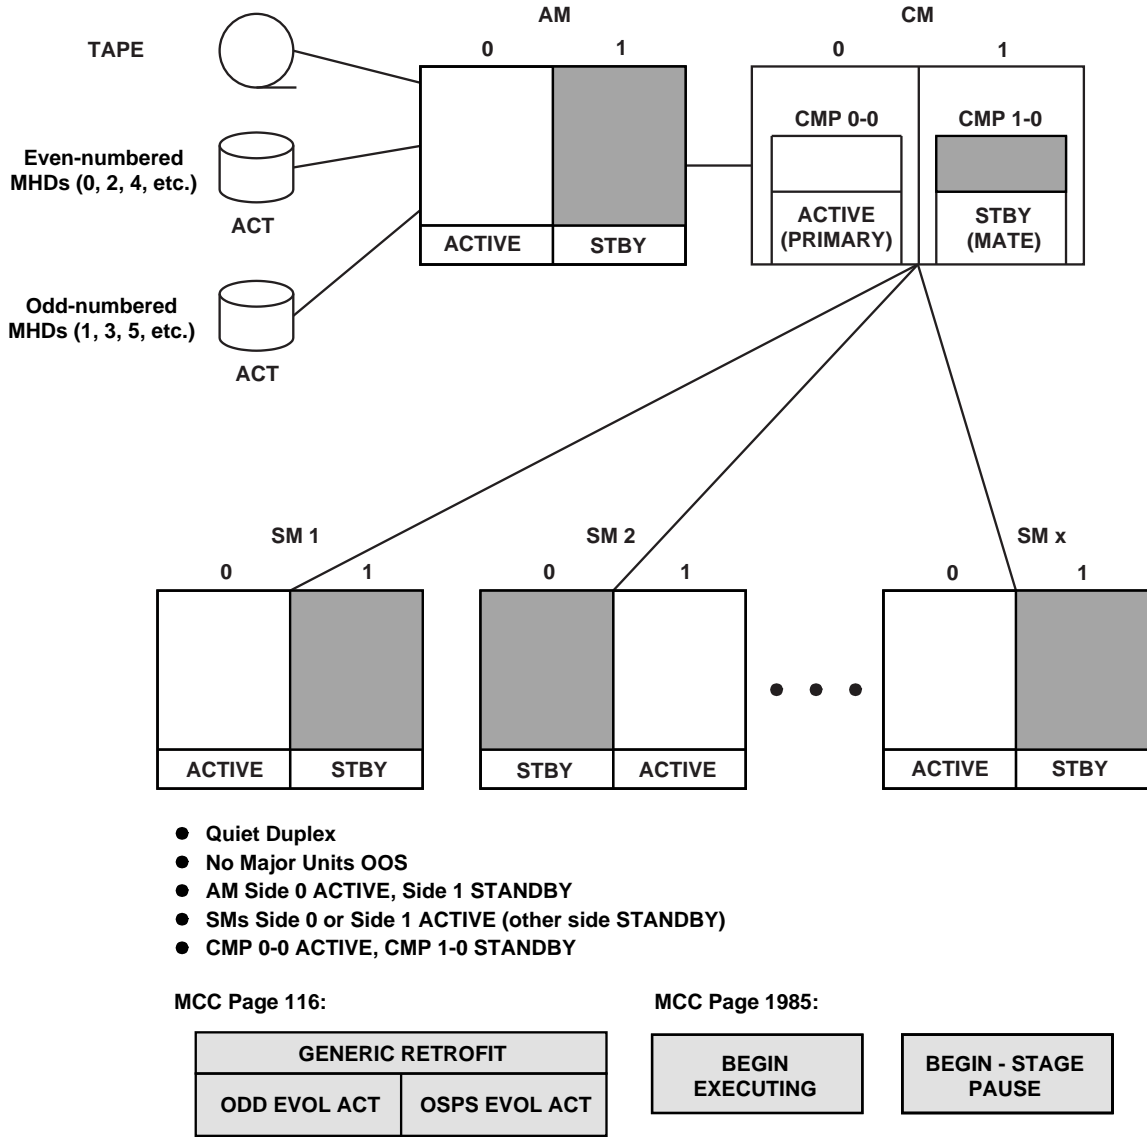 AM
CM
0 1
0 1
TAPE
CMP 0-0
CMP 1-0
Even-numbered
MHDs (0, 2, 4, etc.)
ACT
ACTIVE
STBY
ACTIVE
(PRIMARY)
STBY
(MATE)
Odd-numbered
MHDs (1, 3, 5, etc.)
ACT
SM 1
SM 2
SM x
0 1
0 1
0 1
ACTIVE STBY
STBY ACTIVE
ACTIVE STBY
● Quiet Duplex
● No Major Units OOS
● AM Side 0 ACTIVE, Side 1 STANDBY
● SMs Side 0 or Side 1 ACTIVE (other side STANDBY)
● CMP 0-0 ACTIVE, CMP 1-0 STANDBY
MCC Page 116:
GENERIC RETROFIT
ODD EVOL ACT
OSPS EVOL ACT
MCC Page 1985:
BEGIN
EXECUTING
BEGIN - STAGE
PAUSE